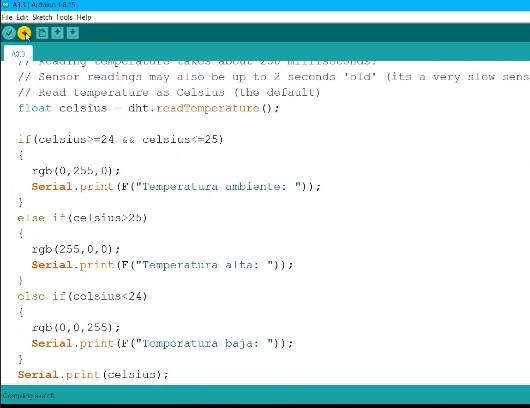 A3.3 | Arduino 1.8.15
File Edit Sketch Tools Help
A3.3
// Reading temperature takes about 250 milliseconds!
// Sensor readings may also be up to 2 seconds 'old' (its a very slow sens
// Read temperature as Celsius (the default)
float celsius = dht.readTemperature();
if(celsius>=24 && celsius<=25)
{
rgb(0,255,0);
Serial.print(F("Temperatura ambiente: "));
}
else if(celsius>25)
{
rgb(255,0,0);
Serial.print(F("Temperatura alta: "));
}
else if(celsius<24)
{
rgb(0,0,255);
Serial.print(F("Temperatura baja: "));
}
Serial.print(celsius);
Compiling sketch